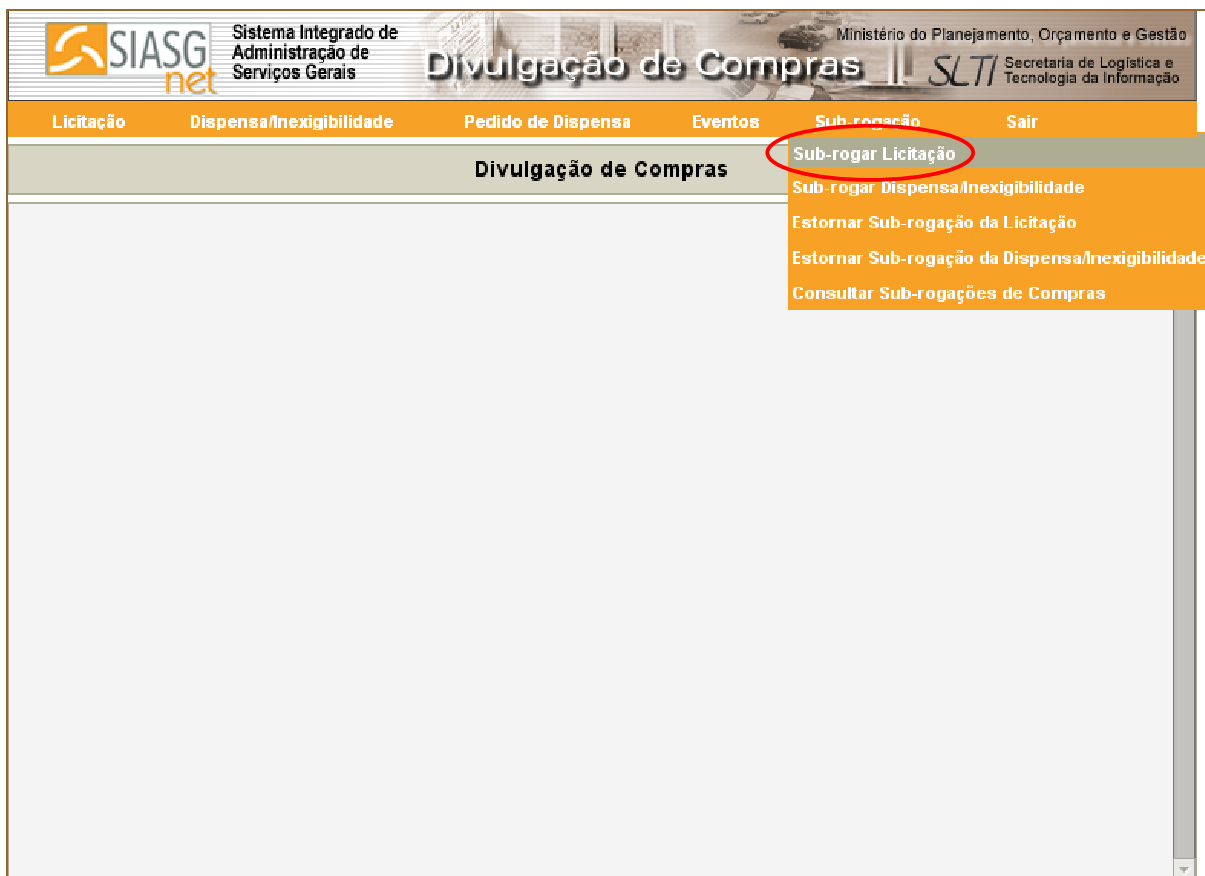 SIASG
net
Sistema Integrado de
Administração de
Serviços Gerais
Divulgação de Compras
Ministério do Planejamento, Orçamento e Gestão
SLTI
Secretaria de Logística e
Tecnologia da Informação
Licitação Dispensa/Inexigibilidade Pedido de Dispensa Eventos Sub-rogação Sair
Divulgação de Compras
Sub-rogar Licitação
Sub-rogar Dispensa/Inexigibilidade
Estornar Sub-rogação da Licitação
Estornar Sub-rogação da Dispensa/Inexigibilidade
Consultar Sub-rogações de Compras